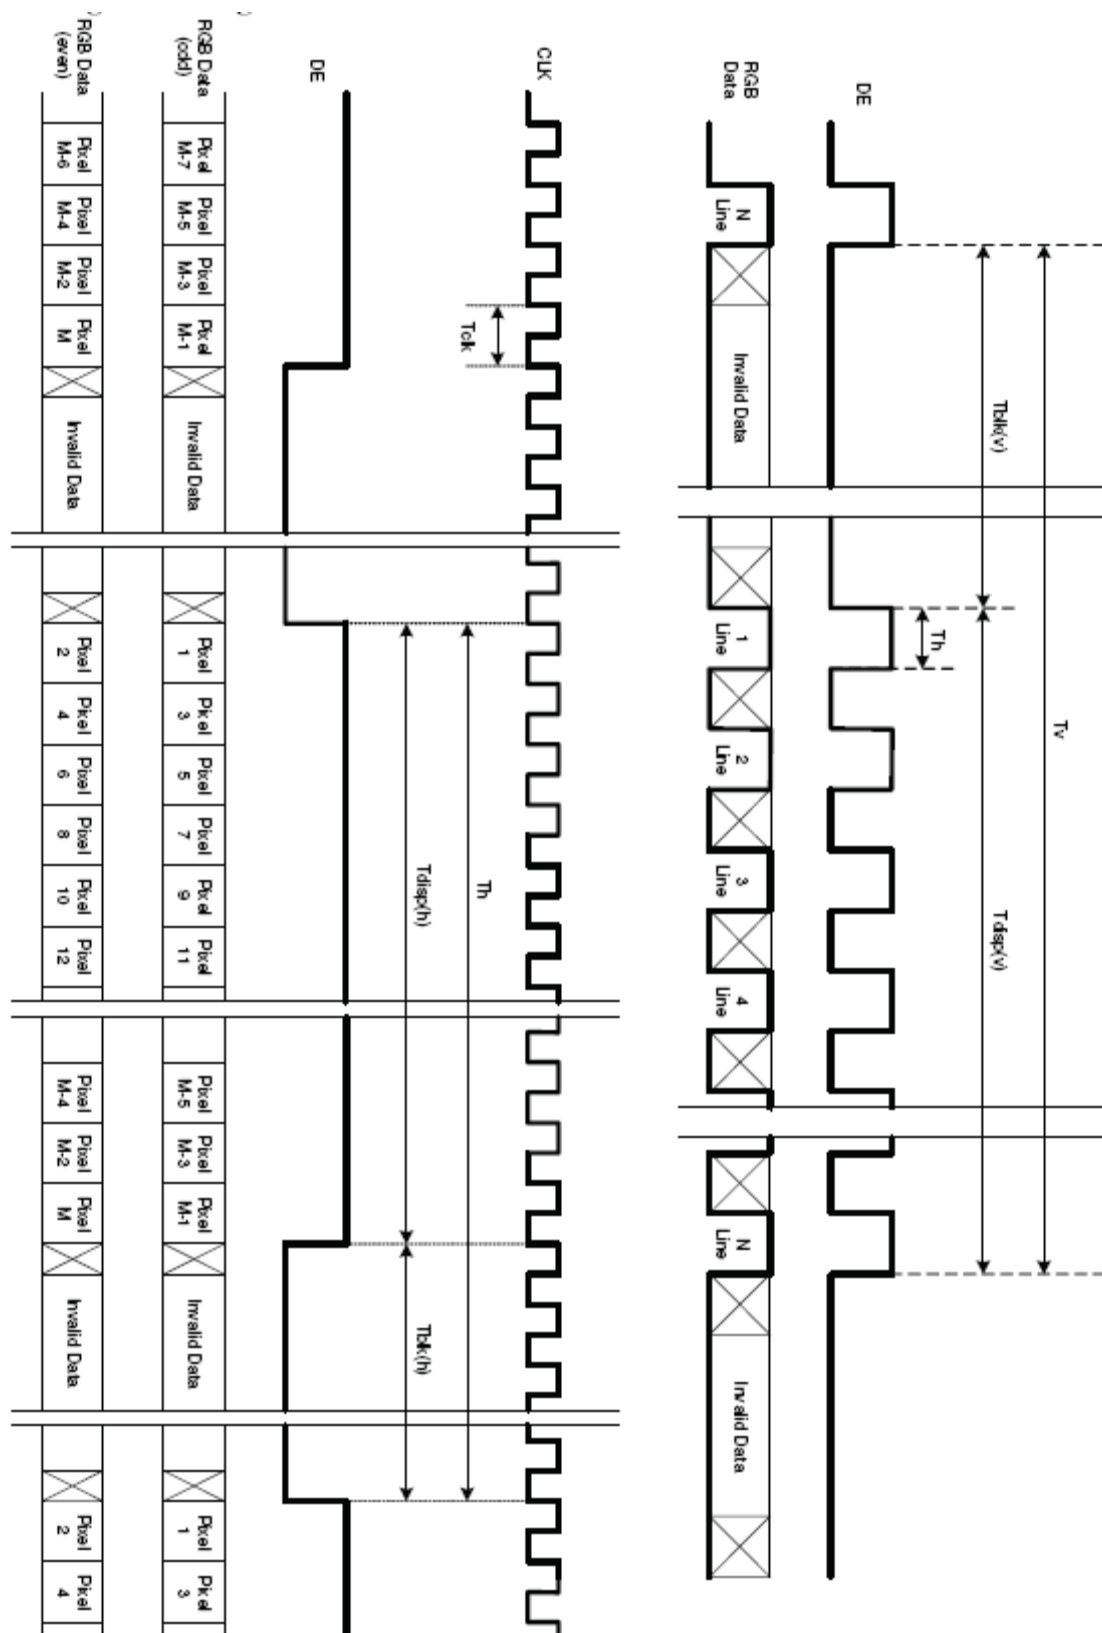 Tv
Tblk(v) Tdisp(v)
Th
DE
RGB
Data
N 1 2 3 4 N
Line Invalid Data Line Line Line Line Line Invalid Data
CLK
Tclk Th
Tdisp(h) Tblk(h)
DE
RGB Data
(odd)
Pixel Pixel Pixel Pixel Invalid Data Pixel Pixel Pixel Pixel Pixel Pixel Pixel Pixel Pixel Invalid Data Pixel Pixel
M-7 M-5 M-3 M-1 1 3 5 7 9 11 M-5 M-3 M-1 1 3
RGB Data
(even)
Pixel Pixel Pixel Pixel Invalid Data Pixel Pixel Pixel Pixel Pixel Pixel Pixel Pixel Pixel Invalid Data Pixel Pixel
M-6 M-4 M-2 M 2 4 6 8 10 12 M-4 M-2 M 2 4